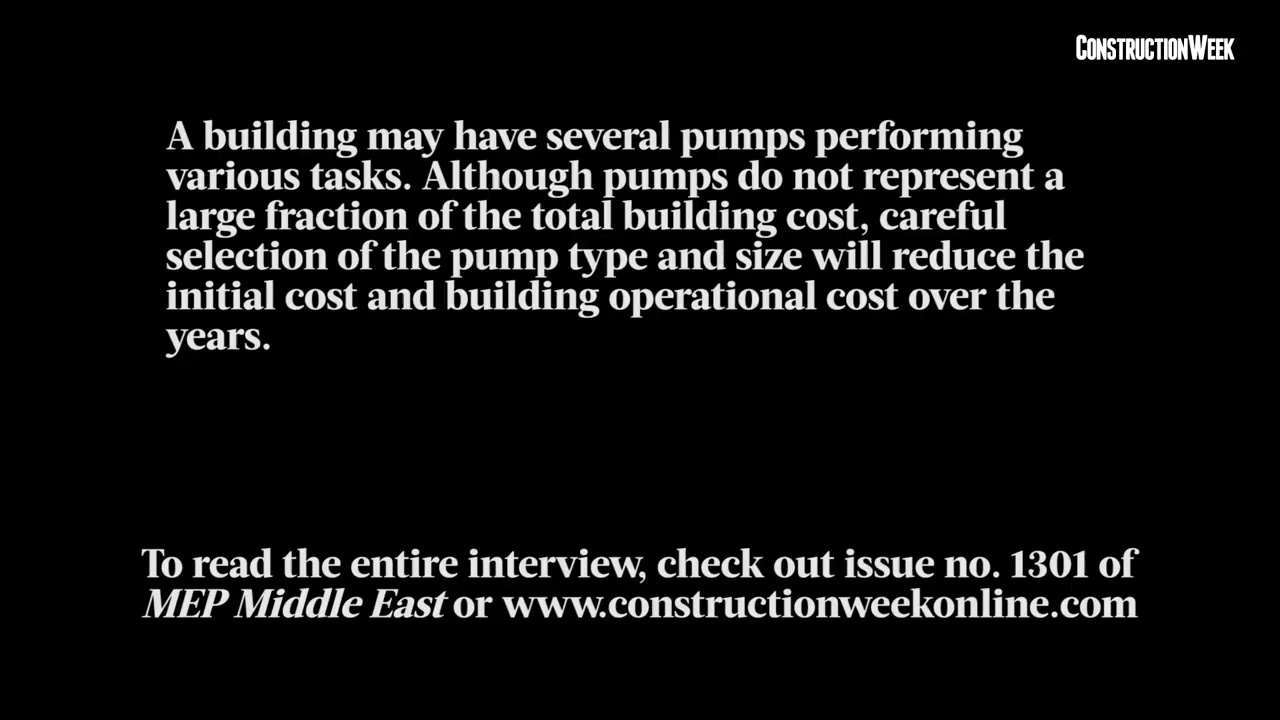 CONSTRUCTIONWEEK
A building may have several pumps performing
various tasks. Although pumps do not represent a
large fraction of the total building cost, careful
selection of the pump type and size will reduce the
initial cost and building operational cost over the
years.
To read the entire interview, check out issue no. 1301 of
MEP Middle East or www.constructionweekonline.com